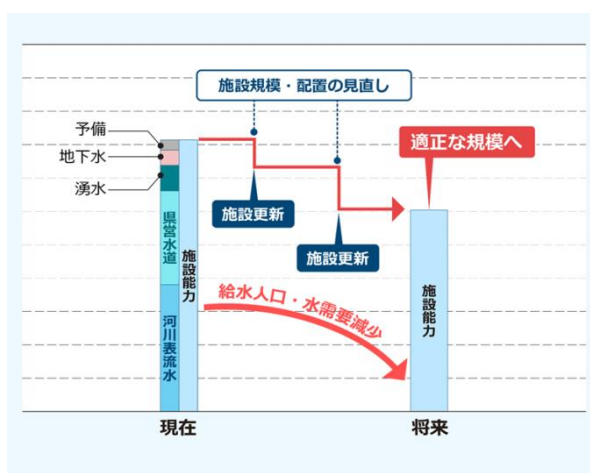 施設規模・配置の見直し
予備
地下水
湧水
県営水道
河川表流水
施設能力
施設更新
施設更新
適正な規模へ
給水人口・水需要減少
施設能力
現在
将来